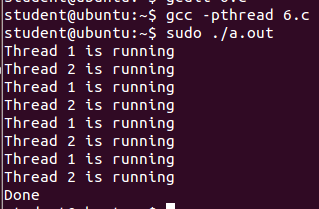 student@ubuntu:~$ gcc -pthread 6.c
student@ubuntu:~$ sudo ./a.out
Thread 1 is running
Thread 2 is running
Thread 1 is running
Thread 2 is running
Thread 1 is running
Thread 2 is running
Thread 1 is running
Thread 2 is running
Done